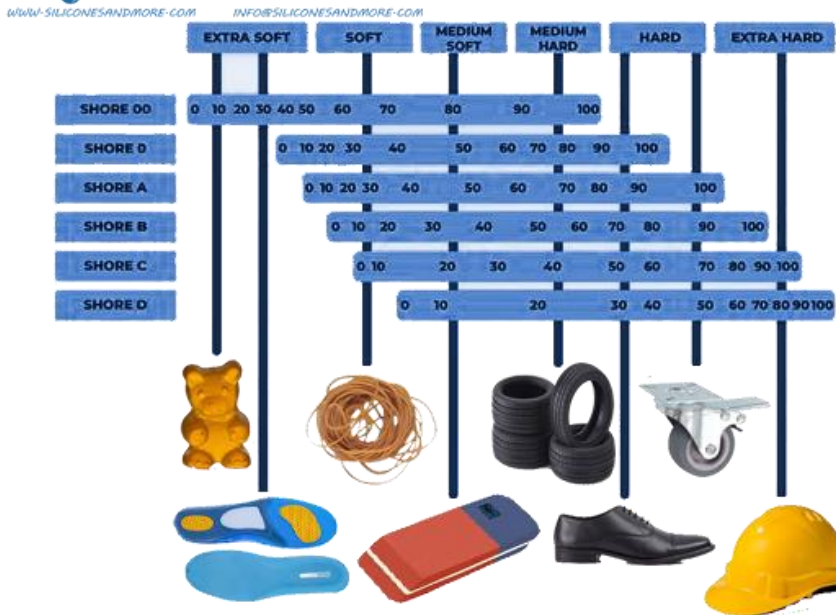 WWW-SILICONESANDMORE-COM INFO@SILICONESANDMORE-COM
EXTRA SOFT SOFT MEDIUM SOFT MEDIUM HARD HARD EXTRA HARD
SHORE 00 0 10 20 30 40 50 60 70 80 90 100
SHORE 0 0 10 20 30 40 50 60 70 80 90 100
SHORE A 0 10 20 30 40 50 60 70 80 90 100
SHORE B 0 10 20 30 40 50 60 70 80 90 100
SHORE C 0 10 20 30 40 50 60 70 80 90 100
SHORE D 0 10 20 30 40 50 60 70 80 90 100